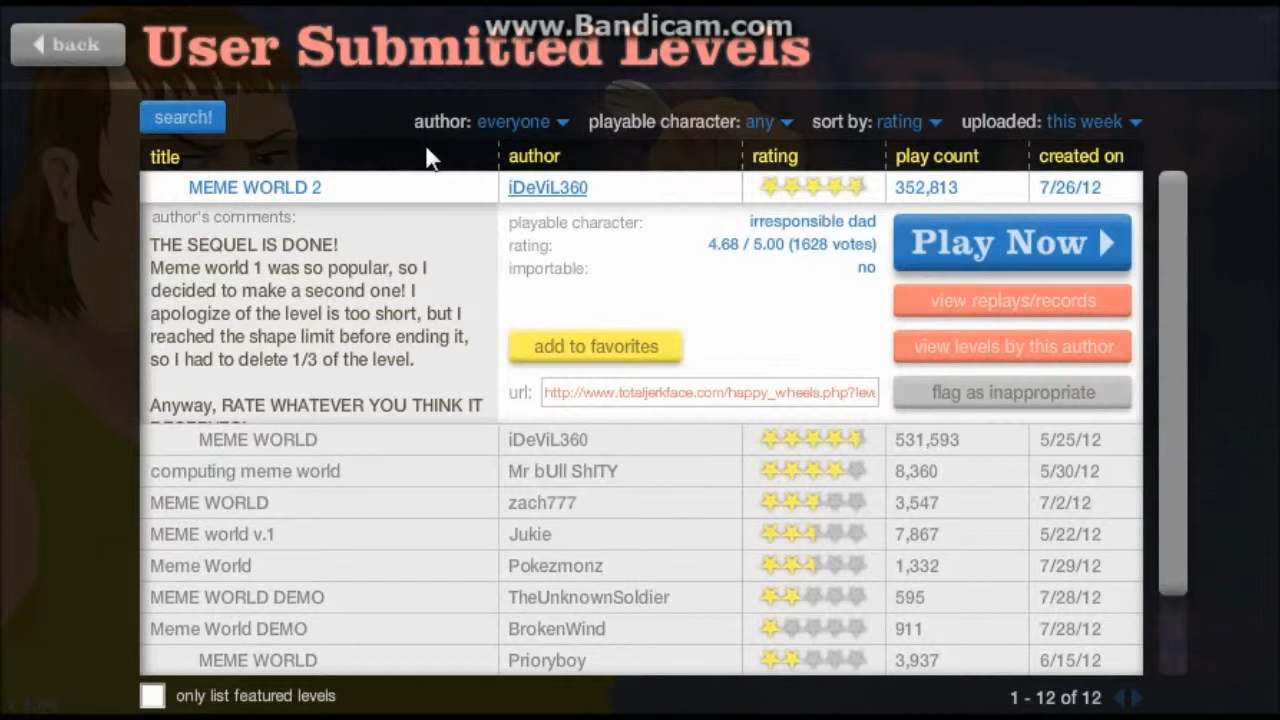 www.Bandicam.com
back
User Submitted Levels
search!
author: everyone playable character: any sort by: rating uploaded: this week
title author rating play count created on
MEME WORLD 2 iDeViL360 352,813 7/26/12
author's comments:
THE SEQUEL IS DONE!
Meme world 1 was so popular, so I
decided to make a second one! I
apologize of the level is too short, but I
reached the shape limit before ending it,
so I had to delete 1/3 of the level.
Anyway, RATE WHATEVER YOU THINK IT
playable character: irresponsible dad
rating: 4.68 / 5.00 (1628 votes)
importable: no
add to favorites
url: http://www.totaljerkface.com/happy_wheels.php?leve
Play Now
view replays/records
view levels by this author
flag as inappropriate
MEME WORLD iDeViL360 531,593 5/25/12
computing meme world Mr bUll ShITY 8,360 5/30/12
MEME WORLD zach777 3,547 7/2/12
MEME world v.1 Jukie 7,867 5/22/12
Meme World Pokezmonz 1,332 7/29/12
MEME WORLD DEMO TheUnknownSoldier 595 7/28/12
Meme World DEMO BrokenWind 911 7/28/12
MEME WORLD Prioryboy 3,937 6/15/12
only list featured levels
1 - 12 of 12